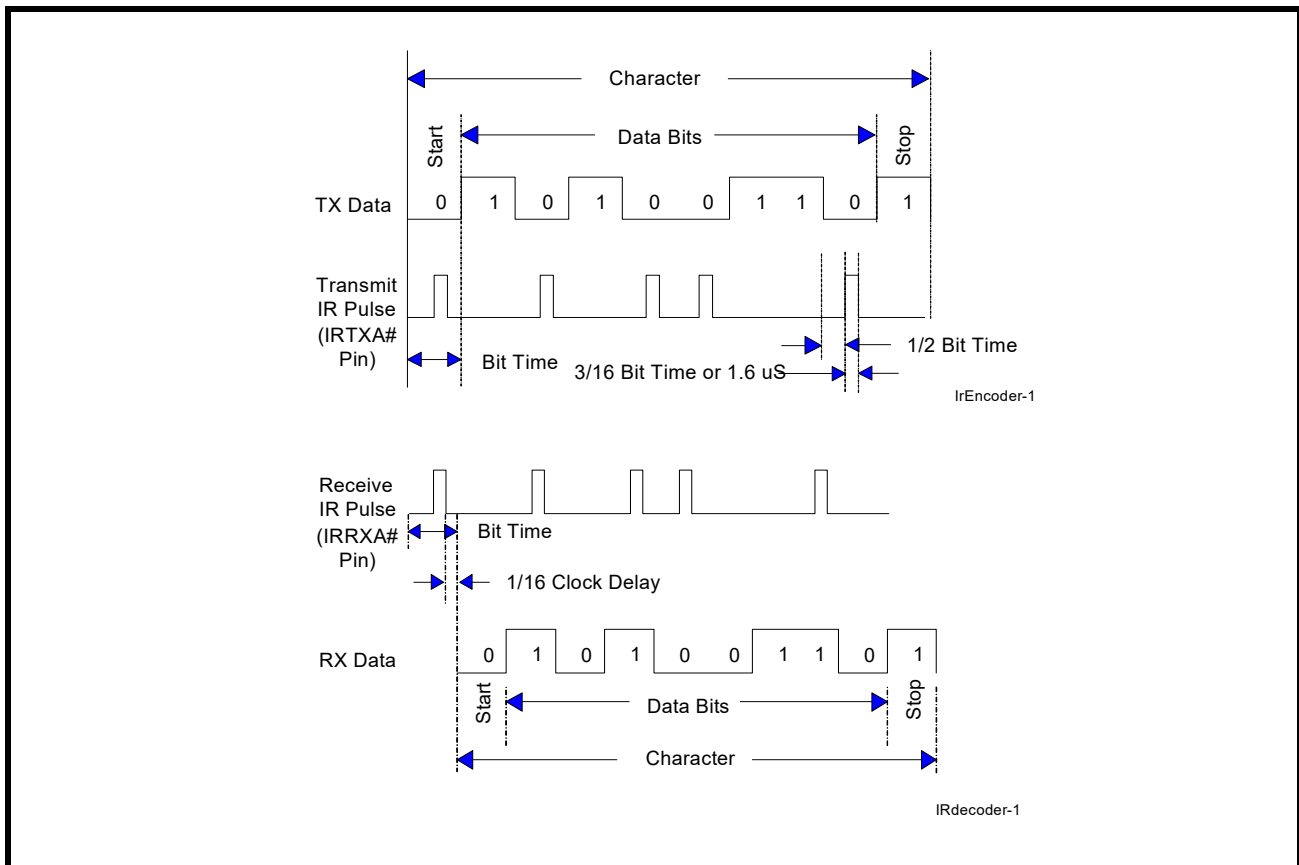 Character
Start
Data Bits
Stop
TX Data
0 1 0 1 0 0 1 1 0 1
Transmit
IR Pulse
(IRTXA#
Pin)
Bit Time
1/2 Bit Time
3/16 Bit Time or 1.6 uS
IrEncoder-1
Receive
IR Pulse
(IRRXA#
Pin)
Bit Time
1/16 Clock Delay
RX Data
0 1 0 1 0 0 1 1 0 1
Start
Data Bits
Stop
Character
IRdecoder-1